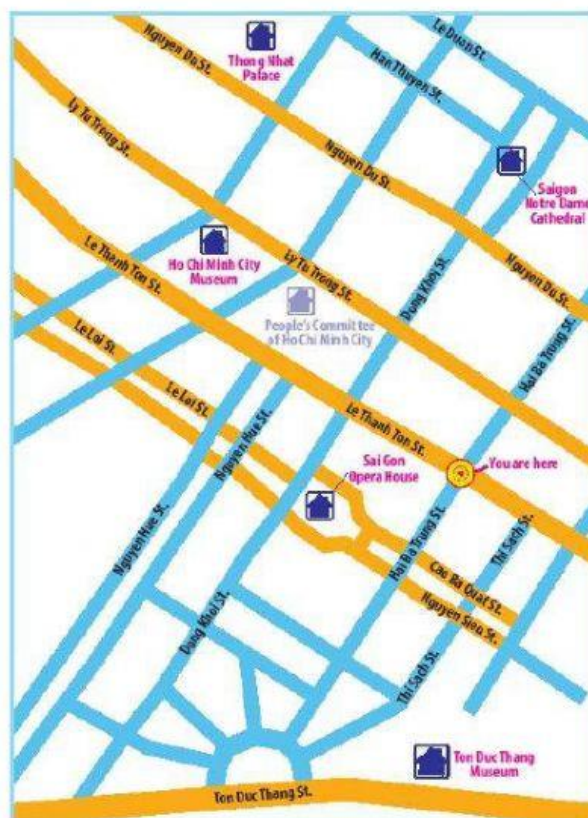 Le Duan St.
Nguyen Du St.
Thong Nhat
Palace
Han Thuyen St.
Ly Tu Trong St.
Nguyen Du St.
Saigon
Notre Dame
Cathedral
Le Thanh Ton St.
Ho Chi Minh City
Museum
Ly Tu Trong St.
Dong Khoi St.
Nguyen Du St.
People's Committee
of Ho Chi Minh City
Hai Ba Trung St.
Le Loi St.
Le Loi St.
Le Thanh Ton St.
Nguyen Hue St.
Sai Gon
Opera House
You are here
Nguyen Hue St.
Hai Ba Trung St.
Thi Sach St.
Cao Ba Quat St.
Nguyen Sieu St.
Dong Khoi St.
Thi Sach St.
Ton Duc Thang
Museum
Ton Duc Thang St.